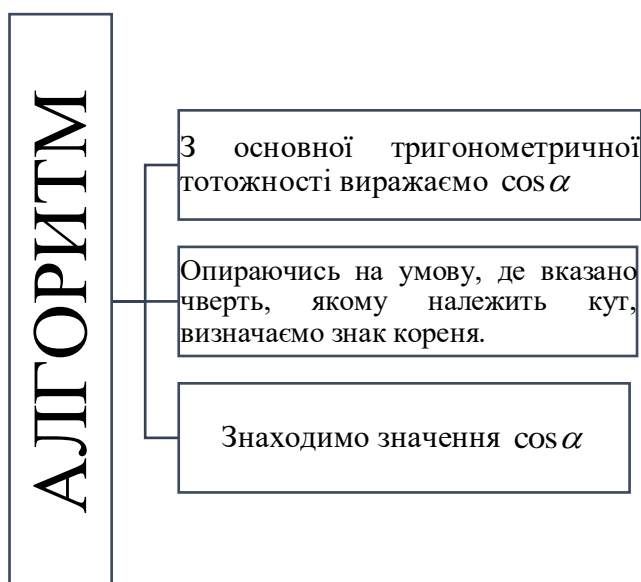 АЛГОРИТМ
З основної тригонометричної
тотожності виражаємо cos α
Опираючись на умову, де вказано
чверть, якому належить кут,
визначаємо знак кореня.
Знаходимо значення cos α